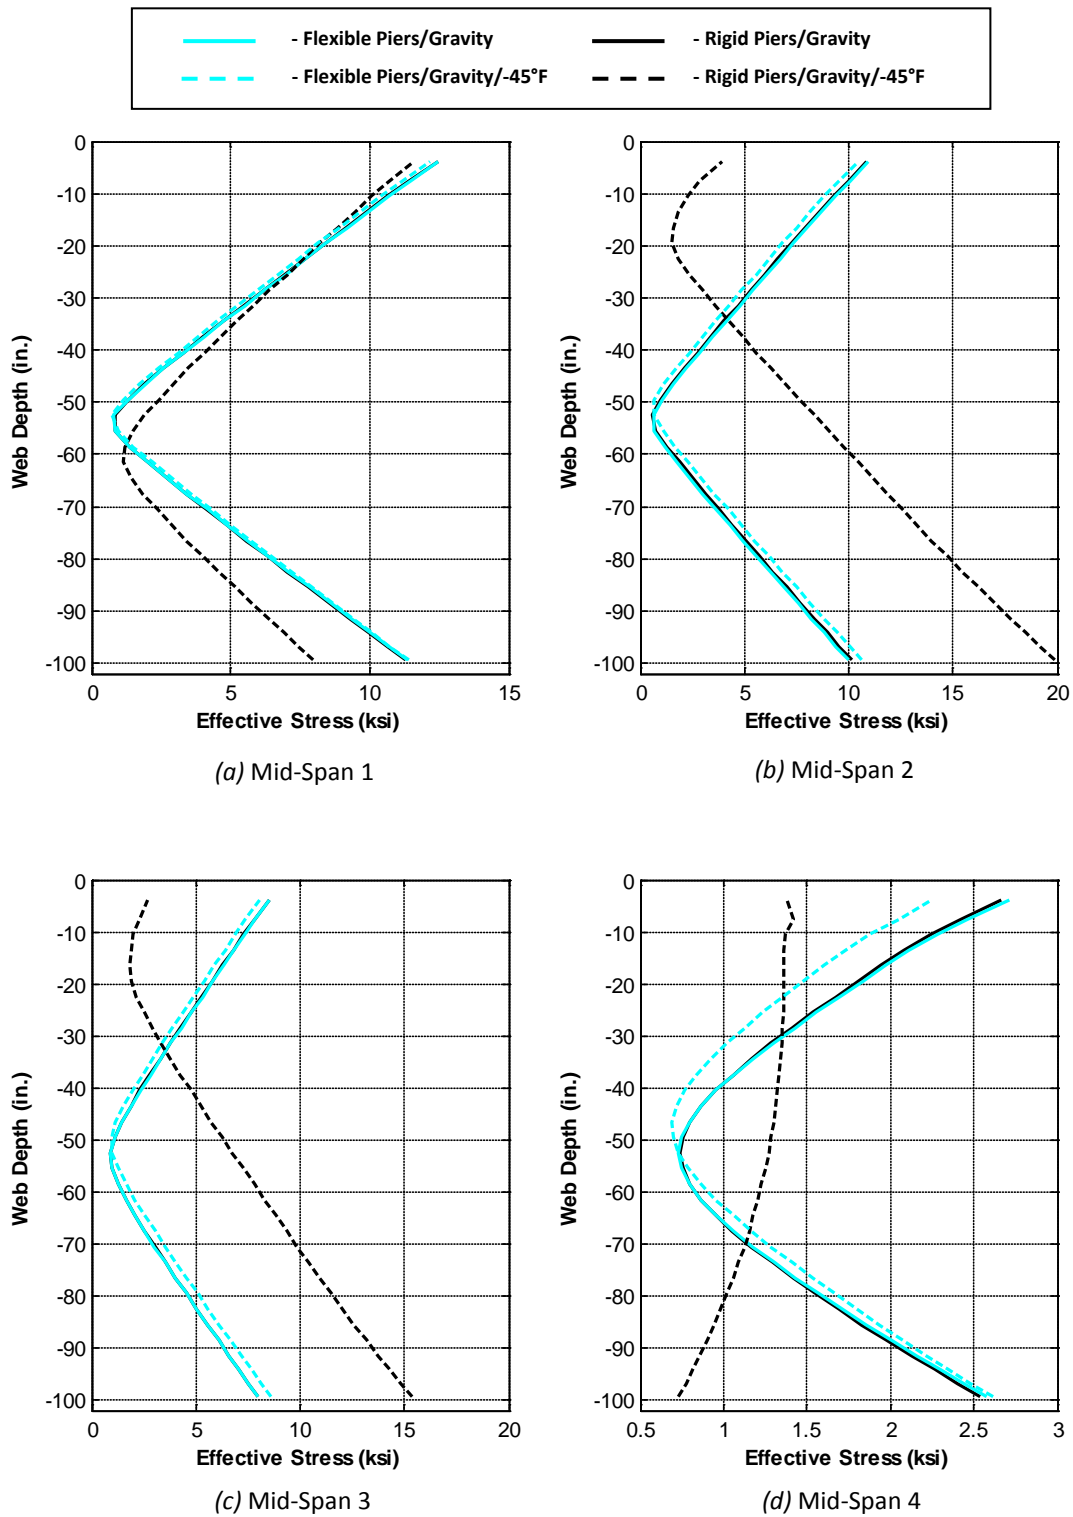 - Flexible Piers/Gravity - Rigid Piers/Gravity
- Flexible Piers/Gravity/-45°F - Rigid Piers/Gravity/-45°F
0
-10
-20
-30
-40
-50
-60
-70
-80
-90
-100
Web Depth (in.)
0 5 10 15
Effective Stress (ksi)
(a) Mid-Span 1
0
-10
-20
-30
-40
-50
-60
-70
-80
-90
-100
Web Depth (in.)
0 5 10 15 20
Effective Stress (ksi)
(b) Mid-Span 2
0
-10
-20
-30
-40
-50
-60
-70
-80
-90
-100
Web Depth (in.)
0 5 10 15 20
Effective Stress (ksi)
(c) Mid-Span 3
0
-10
-20
-30
-40
-50
-60
-70
-80
-90
-100
Web Depth (in.)
0.5 1 1.5 2 2.5 3
Effective Stress (ksi)
(d) Mid-Span 4